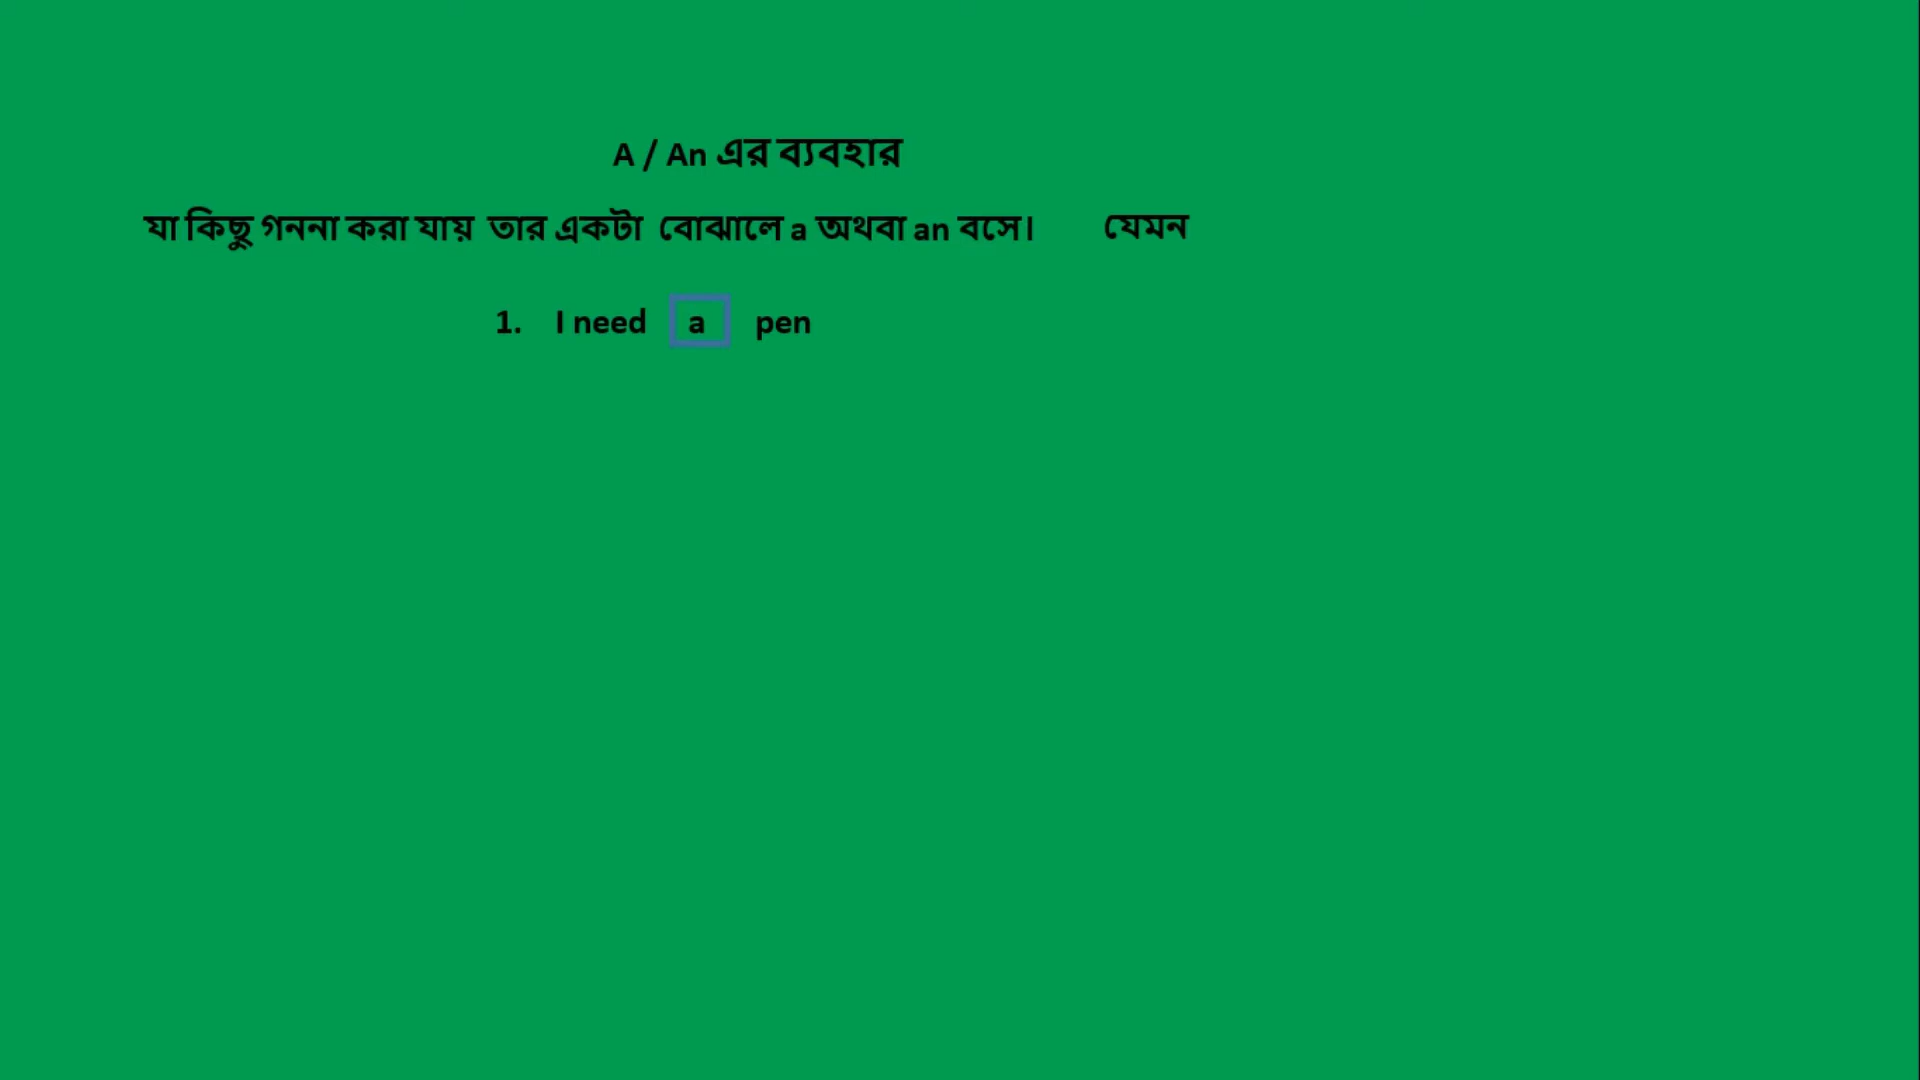 A / An এর ব্যবহার
যা কিছু গননা করা যায় তার একটা বোঝালে a অথবা an বসে। যেমন
1. I need a pen